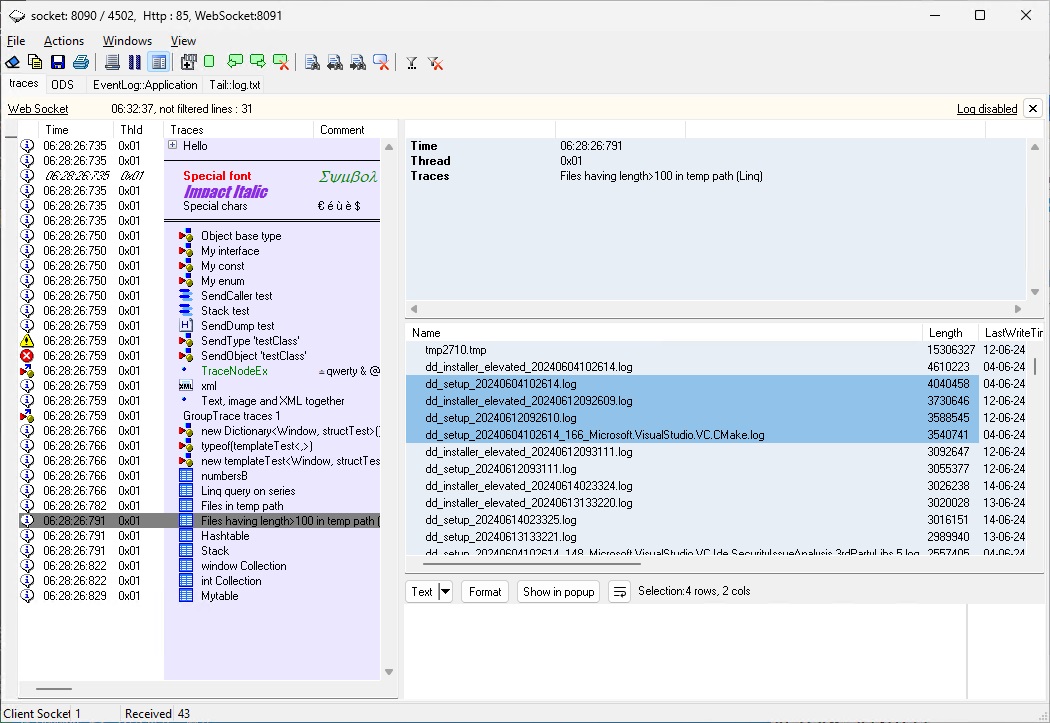 socket: 8090 / 4502,  Http : 85, WebSocket:8091
File Actions Windows View
traces ODS EventLog::Application Tail::log.txt
Web Socket 06:32:37, not filtered lines : 31 Log disabled
Time ThId Traces Comment
06:28:26:735 0x01 Hello
06:28:26:735 0x01
06:28:26:735 0x01 Special font Σψμβολ
06:28:26:735 0x01 Impact Italic
06:28:26:735 0x01 Special chars € é ù è $
06:28:26:735 0x01
06:28:26:750 0x01 Object base type
06:28:26:750 0x01 My interface
06:28:26:750 0x01 My const
06:28:26:750 0x01 My enum
06:28:26:750 0x01 SendCaller test
06:28:26:759 0x01 Stack test
06:28:26:759 0x01 SendDump test
06:28:26:759 0x01 SendType 'testClass'
06:28:26:759 0x01 SendObject 'testClass'
06:28:26:759 0x01 TraceNodeEx = qwerty & @
06:28:26:759 0x01 XML xml
06:28:26:759 0x01 Text, image and XML together
06:28:26:759 0x01 GroupTrace traces 1
06:28:26:766 0x01 new Dictionary<Window, structTest>(
06:28:26:766 0x01 typeof(templateTest<,>)
06:28:26:766 0x01 new templateTest<Window, structTes
06:28:26:766 0x01 numbersB
06:28:26:766 0x01 Linq query on series
06:28:26:782 0x01 Files in temp path
06:28:26:791 0x01 Files having length>100 in temp path (
06:28:26:791 0x01 Hashtable
06:28:26:791 0x01 Stack
06:28:26:822 0x01 window Collection
06:28:26:822 0x01 int Collection
06:28:26:829 0x01 Mytable
Time 06:28:26:791
Thread 0x01
Traces Files having length>100 in temp path (Linq)
Name Length LastWriteTir
tmp2710.tmp 15306327 12-06-24
dd_installer_elevated_20240604102614.log 4610223 04-06-24
dd_setup_20240604102614.log 4040458 04-06-24
dd_installer_elevated_20240612092609.log 3730646 12-06-24
dd_setup_20240612092610.log 3588545 12-06-24
dd_setup_20240604102614_166_Microsoft.VisualStudio.VC.CMake.log 3540741 04-06-24
dd_installer_elevated_20240612093111.log 3092647 12-06-24
dd_setup_20240612093111.log 3055377 12-06-24
dd_installer_elevated_20240614023324.log 3026238 14-06-24
dd_installer_elevated_20240613133220.log 3020028 13-06-24
dd_setup_20240614023325.log 3016151 14-06-24
dd_setup_20240613133221.log 2989940 13-06-24
dd_setup_20240604102614_148_Microsoft.VisualStudio.VC.Ide.SecurityIssueAnalysis.3rdPartyLibs.5.log 2557405 04-06-24
Text Format Show in popup Selection:4 rows, 2 cols
Client Socket 1 Received 43